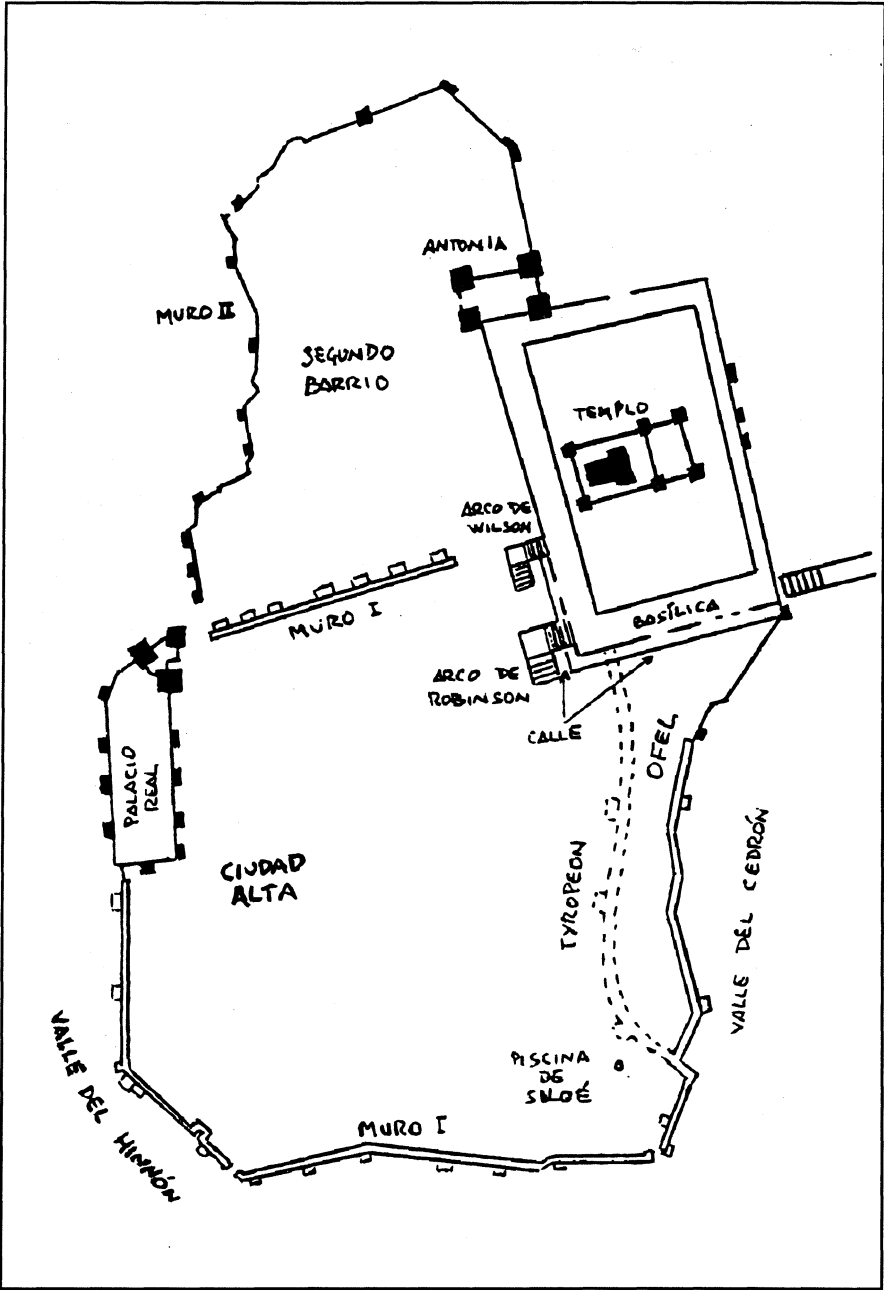 ANTONIA
MURO II
SEGUNDO
BARRIO
TEMPLO
ARCO DE
WILSON
BASÍLICA
MURO I
ARCO DE
ROBINSON
CALLE
OFEL
PALACIO
REAL
CIUDAD
ALTA
TYROPEON
VALLE DEL CEDRÓN
VALLE DEL HINNÓN
PISCINA
DE
SILOÉ
MURO I